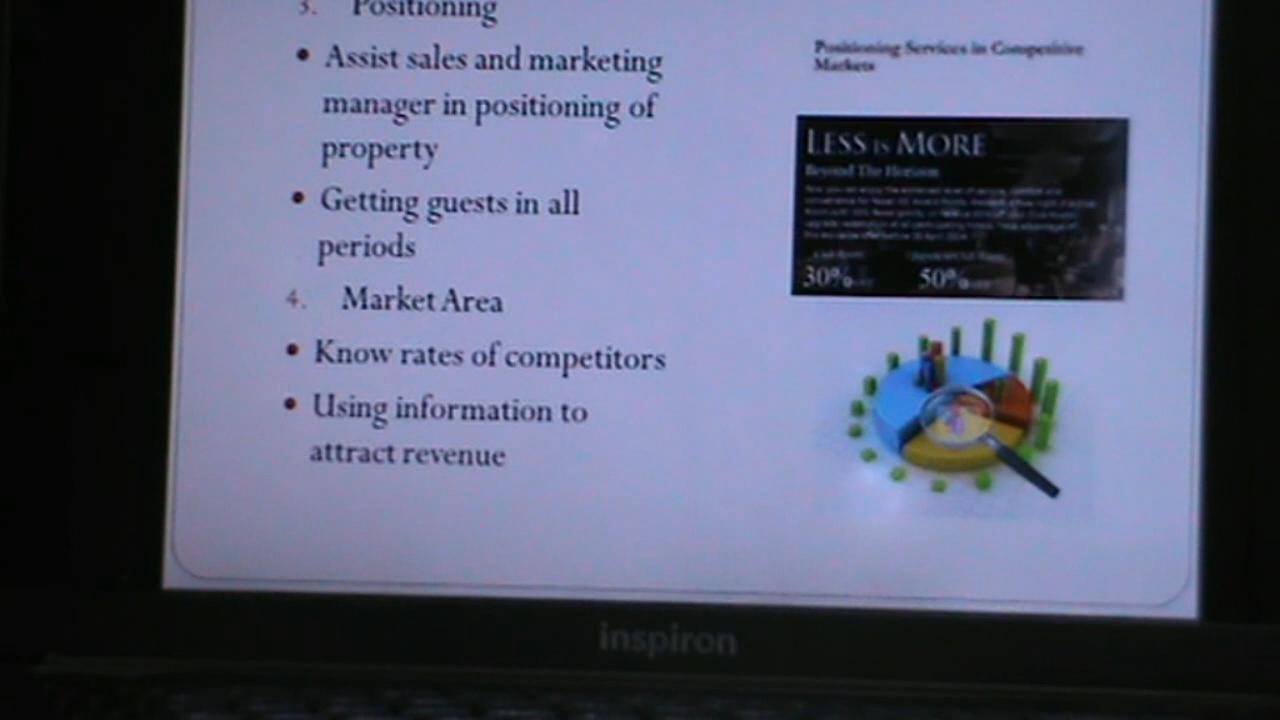 3. Positioning
• Assist sales and marketing
manager in positioning of
property
• Getting guests in all
periods
4. Market Area
• Know rates of competitors
• Using information to
attract revenue
Positioning Services in Competitive
Markets
LESS IS MORE
Beyond The Horizon
30%
50%
inspiron